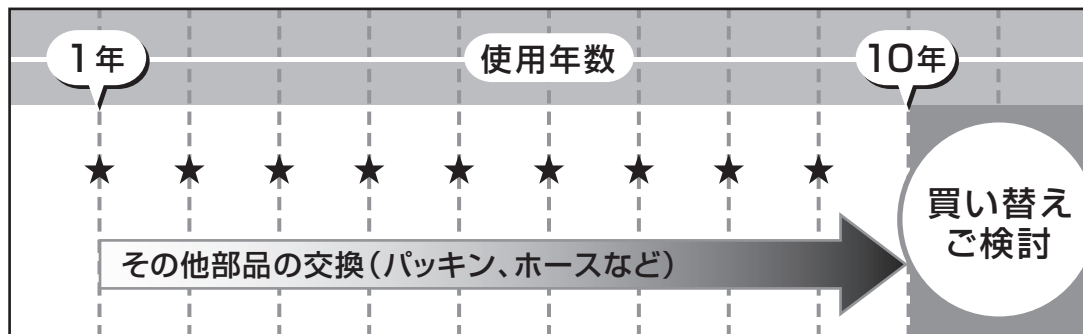 1年
使用年数
10年
★ ★ ★ ★ ★ ★ ★ ★ ★
その他部品の交換（パッキン、ホースなど）
買い替え
ご検討